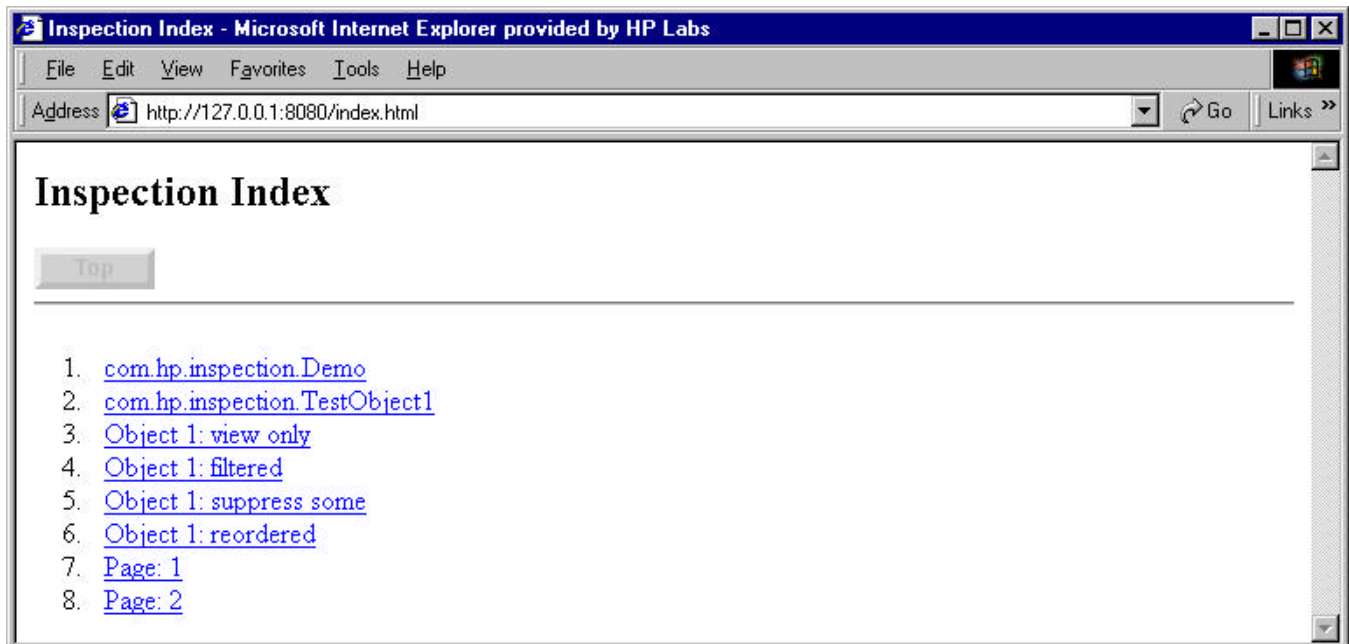 Inspection Index - Microsoft Internet Explorer provided by HP Labs
File Edit View Favorites Tools Help
Address http://127.0.0.1:8080/index.html Go Links »
Inspection Index
Top
1. com.hp.inspection.Demo
2. com.hp.inspection.TestObject1
3. Object 1: view only
4. Object 1: filtered
5. Object 1: suppress some
6. Object 1: reordered
7. Page: 1
8. Page: 2